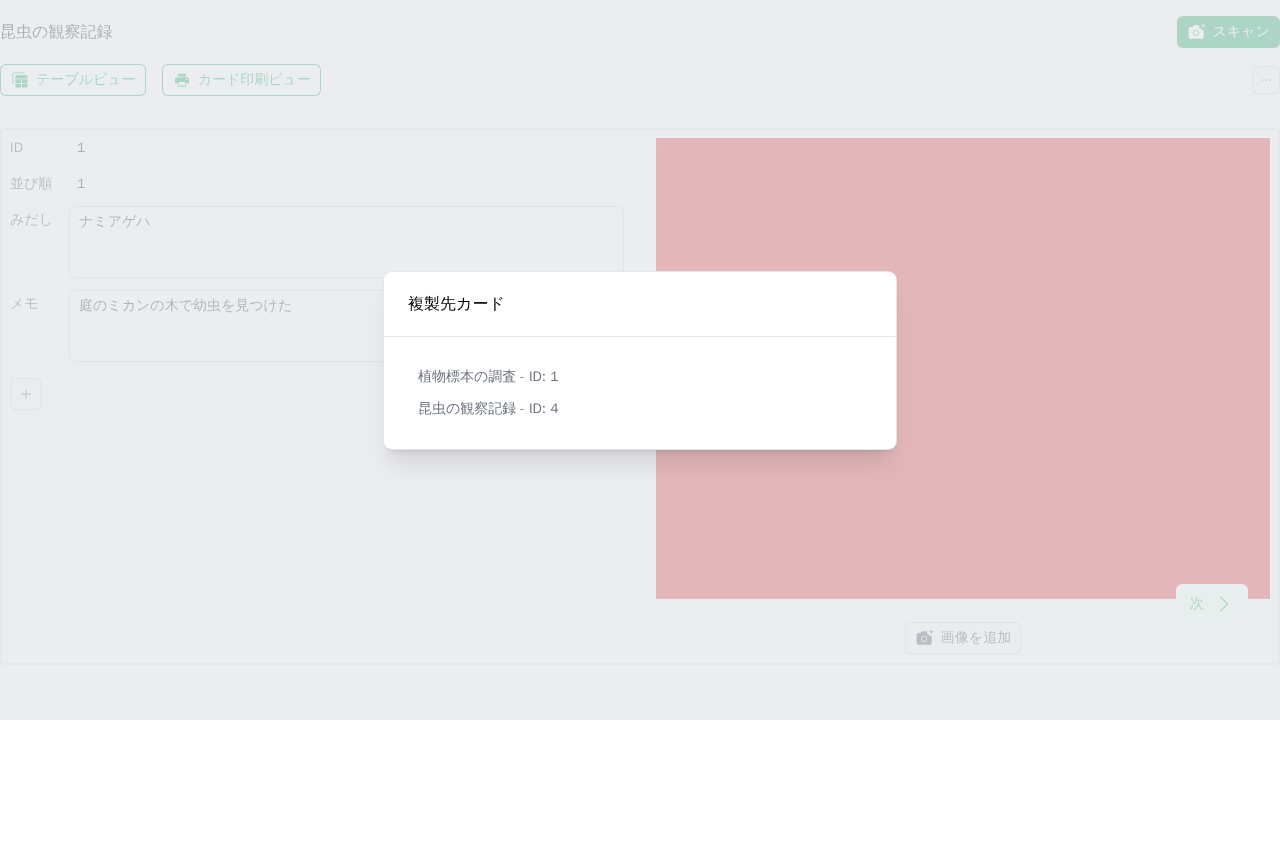 昆虫の観察記録
スキャン
テーブルビュー
カード印刷ビュー
ID
1
並び順
1
みだし
ナミアゲハ
メモ
庭のミカンの木で幼虫を見つけた
複製先カード
植物標本の調査 - ID: 1
昆虫の観察記録 - ID: 4
次
画像を追加